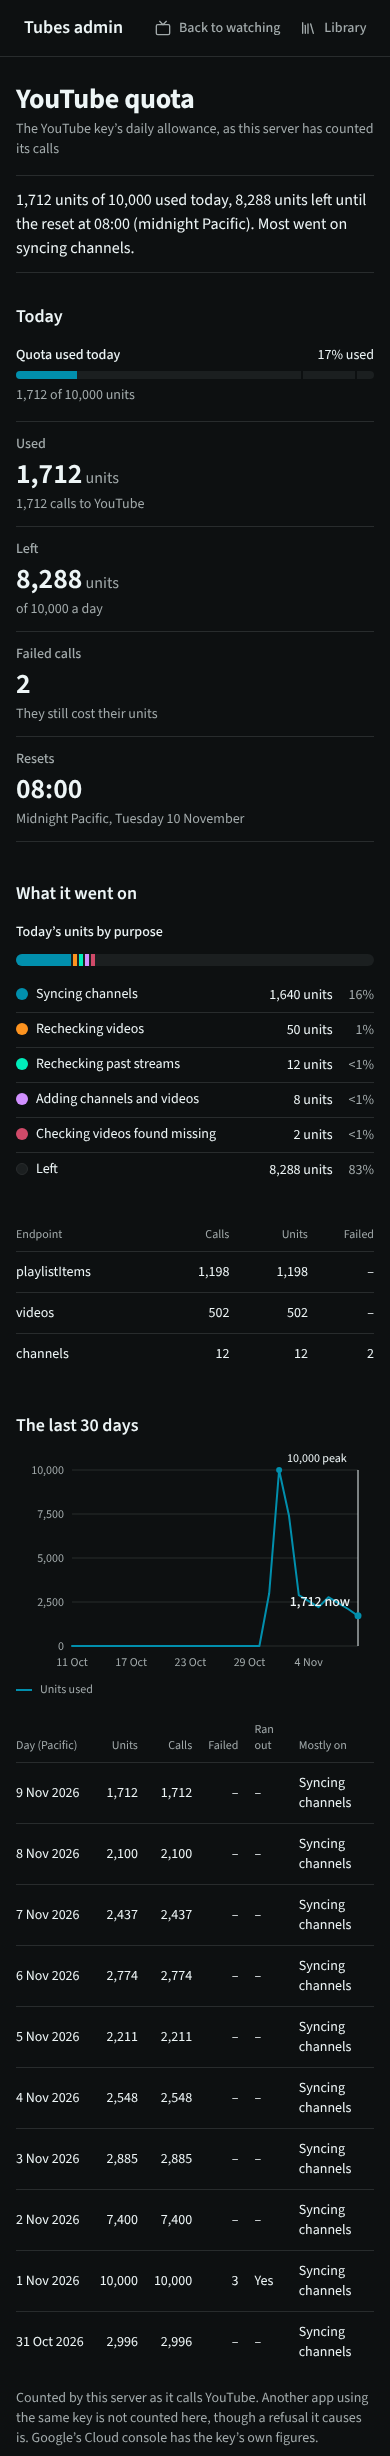 Tubes admin
Back to watching
Library
YouTube quota
The YouTube key’s daily allowance, as this server has counted
its calls
1,712 units of 10,000 used today, 8,288 units left until
the reset at 08:00 (midnight Pacific). Most went on
syncing channels.
Today
Quota used today 17% used
1,712 of 10,000 units
Used
1,712 units
1,712 calls to YouTube
Left
8,288 units
of 10,000 a day
Failed calls
2
They still cost their units
Resets
08:00
Midnight Pacific, Tuesday 10 November
What it went on
Today’s units by purpose
Syncing channels 1,640 units 16%
Rechecking videos 50 units 1%
Rechecking past streams 12 units <1%
Adding channels and videos 8 units <1%
Checking videos found missing 2 units <1%
Left 8,288 units 83%
Endpoint Calls Units Failed
playlistItems 1,198 1,198 –
videos 502 502 –
channels 12 12 2
The last 30 days
10,000 peak
10,000
7,500
5,000
2,500
1,712 now
0
11 Oct 17 Oct 23 Oct 29 Oct 4 Nov
Units used
Day (Pacific) Units Calls Failed Ran out Mostly on
9 Nov 2026 1,712 1,712 – – Syncing
channels
8 Nov 2026 2,100 2,100 – – Syncing
channels
7 Nov 2026 2,437 2,437 – – Syncing
channels
6 Nov 2026 2,774 2,774 – – Syncing
channels
5 Nov 2026 2,211 2,211 – – Syncing
channels
4 Nov 2026 2,548 2,548 – – Syncing
channels
3 Nov 2026 2,885 2,885 – – Syncing
channels
2 Nov 2026 7,400 7,400 – – Syncing
channels
1 Nov 2026 10,000 10,000 3 Yes Syncing
channels
31 Oct 2026 2,996 2,996 – – Syncing
channels
Counted by this server as it calls YouTube. Another app using
the same key is not counted here, though a refusal it causes
is. Google’s Cloud console has the key’s own figures.